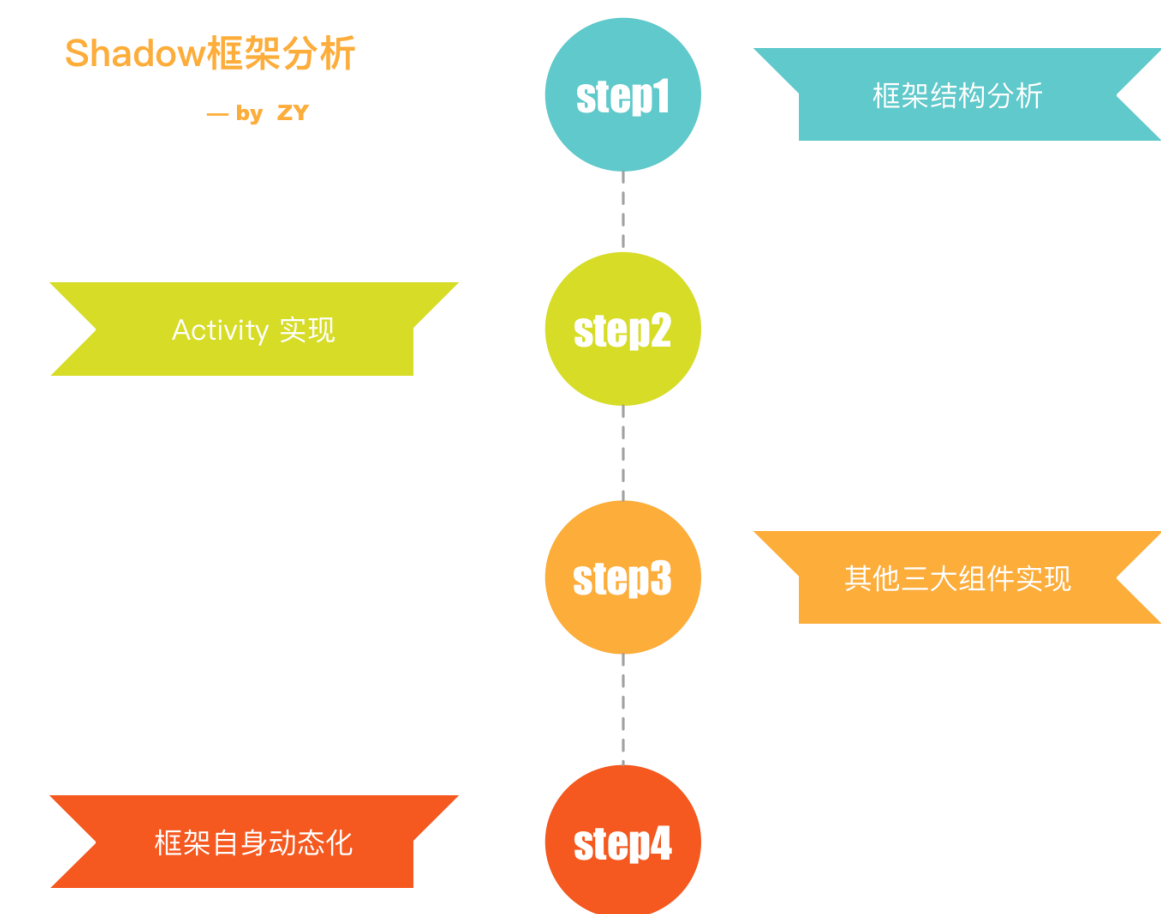 Shadow框架分析
— by ZY
step1
框架结构分析
Activity 实现
step2
step3
其他三大组件实现
框架自身动态化
step4